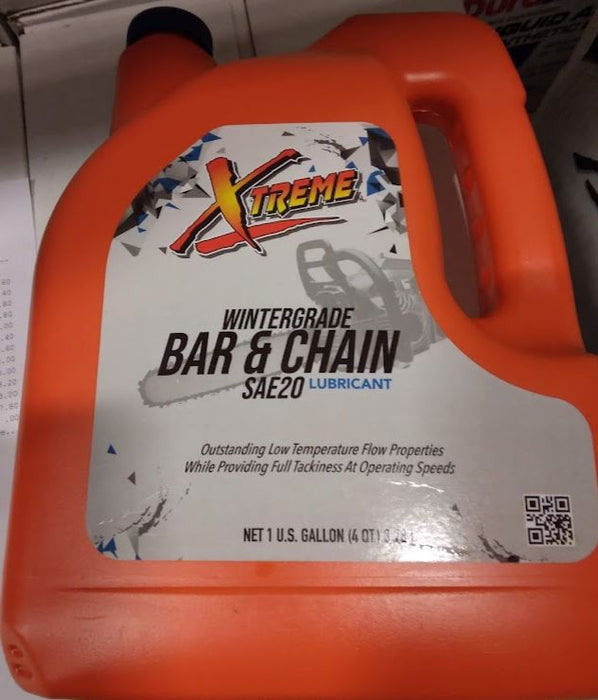 XTREME
WINTERGRADE
BAR & CHAIN
SAE20 LUBRICANT
Outstanding Low Temperature Flow Properties
While Providing Full Tackiness At Operating Speeds
NET 1 U.S. GALLON (4 QT)